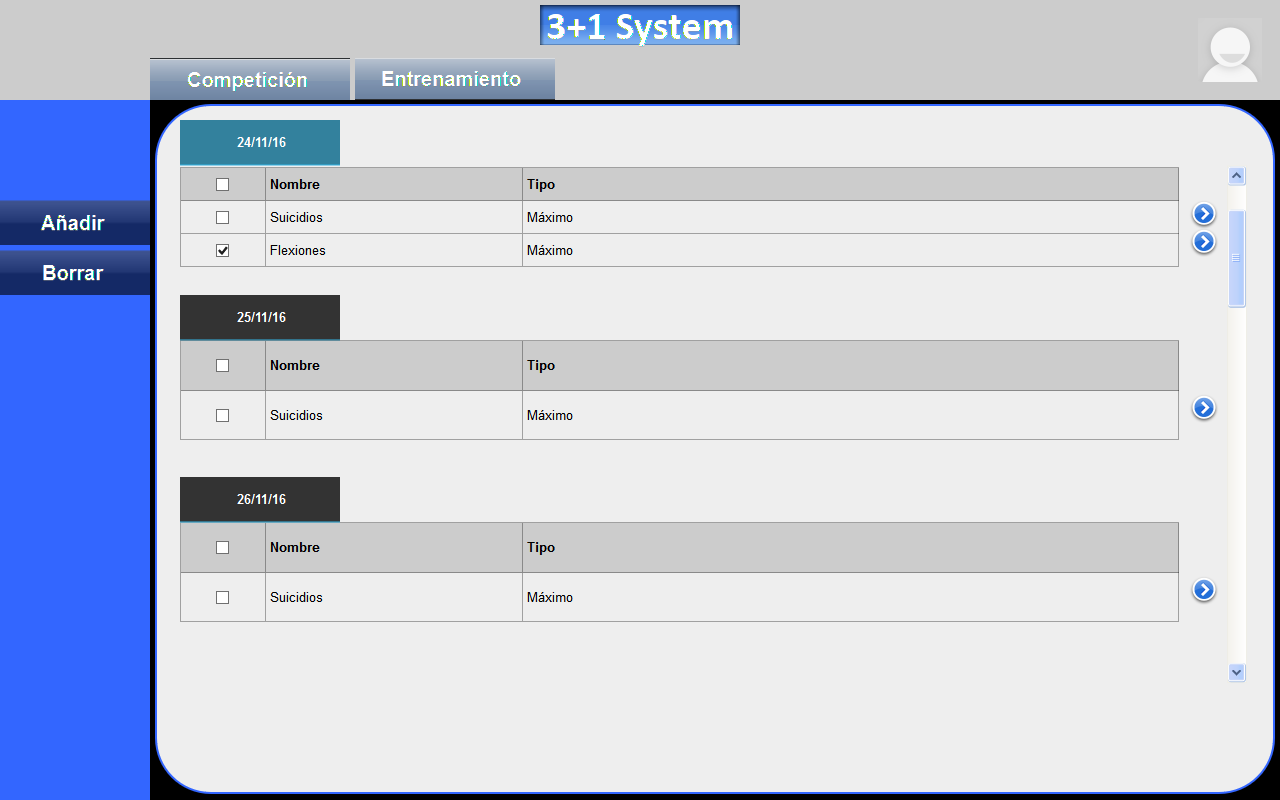 3+1 System
Competición Entrenamiento
24/11/16
Nombre Tipo
Suicidios Máximo
Flexiones Máximo
Añadir
Borrar
25/11/16
Nombre Tipo
Suicidios Máximo
26/11/16
Nombre Tipo
Suicidios Máximo